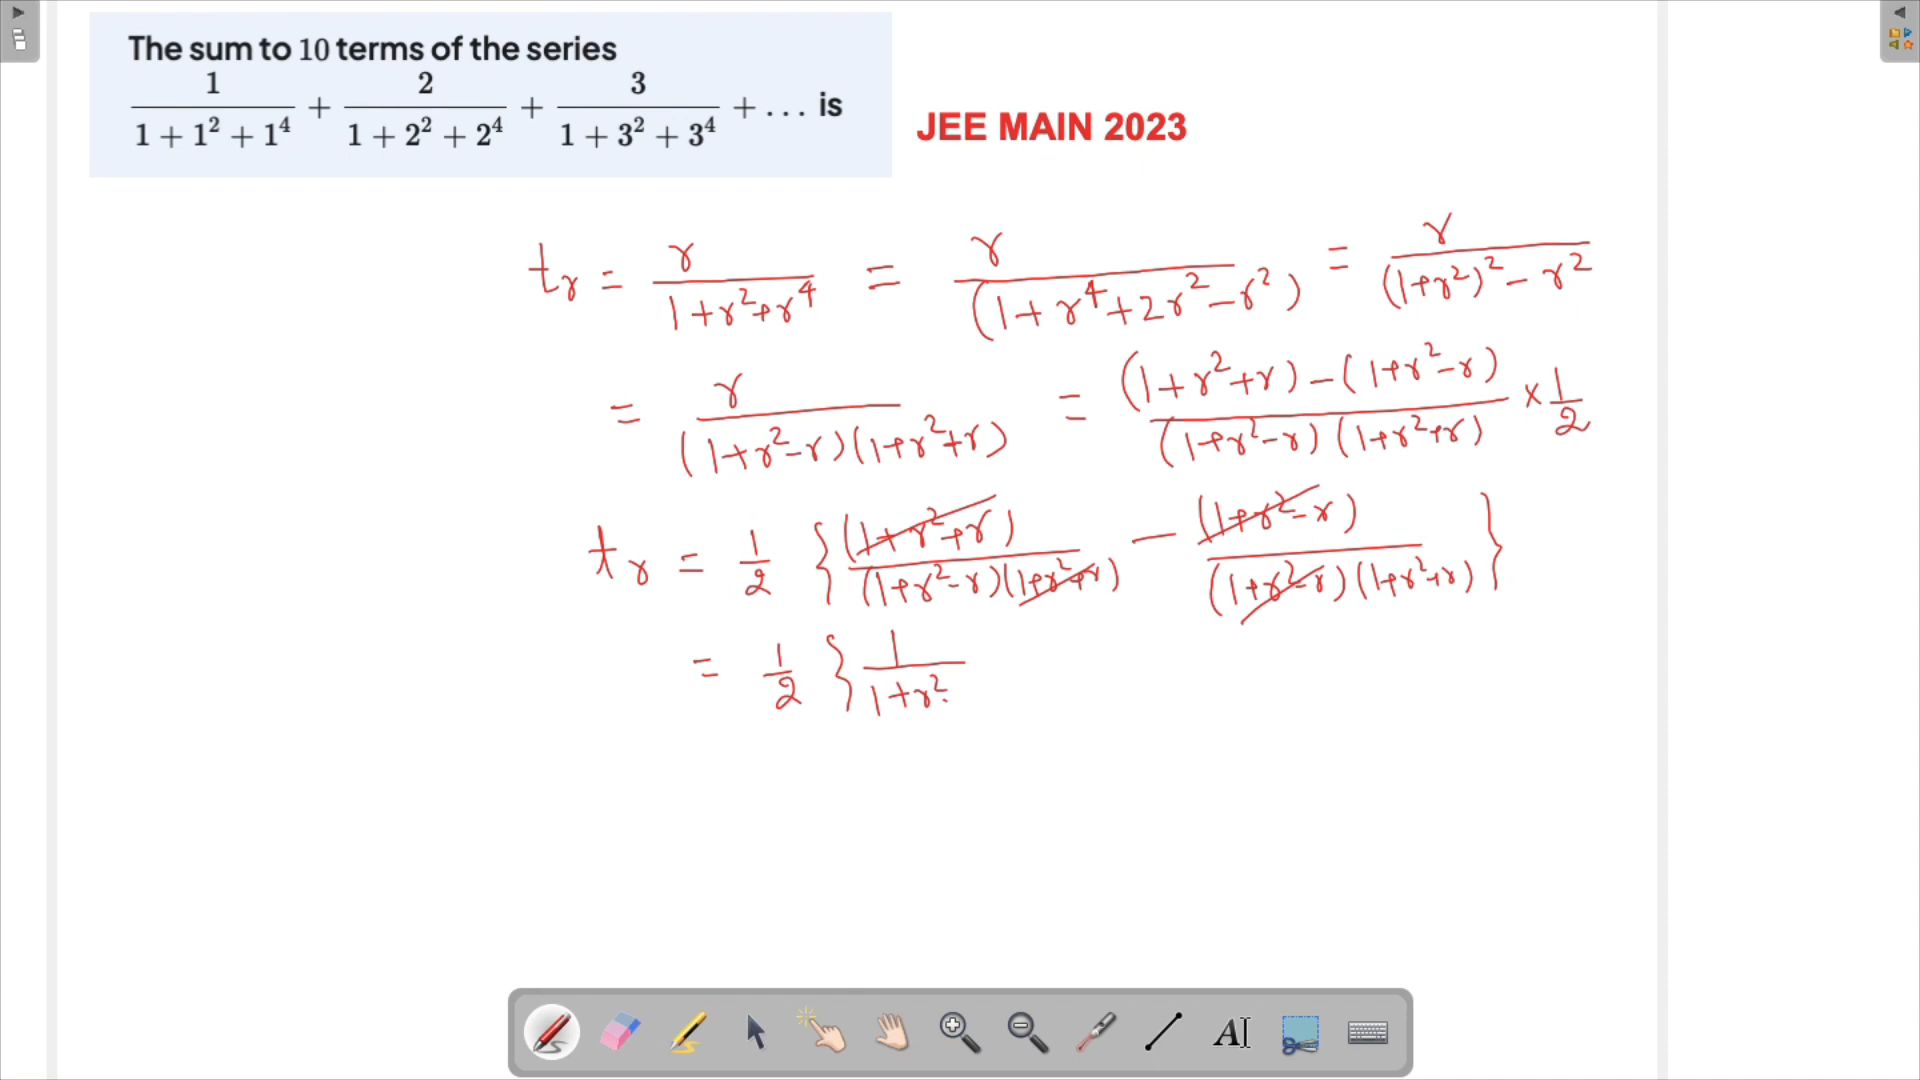 The sum to 10 terms of the series
1/(1 + 1² + 1⁴) + 2/(1 + 2² + 2⁴) + 3/(1 + 3² + 3⁴) + ... is
JEE MAIN 2023
tᵣ = r/(1+r²+r⁴) = r/(1+r⁴+2r²−r²) = r/((1+r²)²−r²)
= r/((1+r²−r)(1+r²+r)) = ((1+r²+r)−(1+r²−r))/((1+r²−r)(1+r²+r)) × 1/2
tᵣ = 1/2 {(1+r²+r)/((1+r²−r)(1+r²+r)) − (1+r²−r)/((1+r²−r)(1+r²+r))}
= 1/2 {1/(1+r²
AI